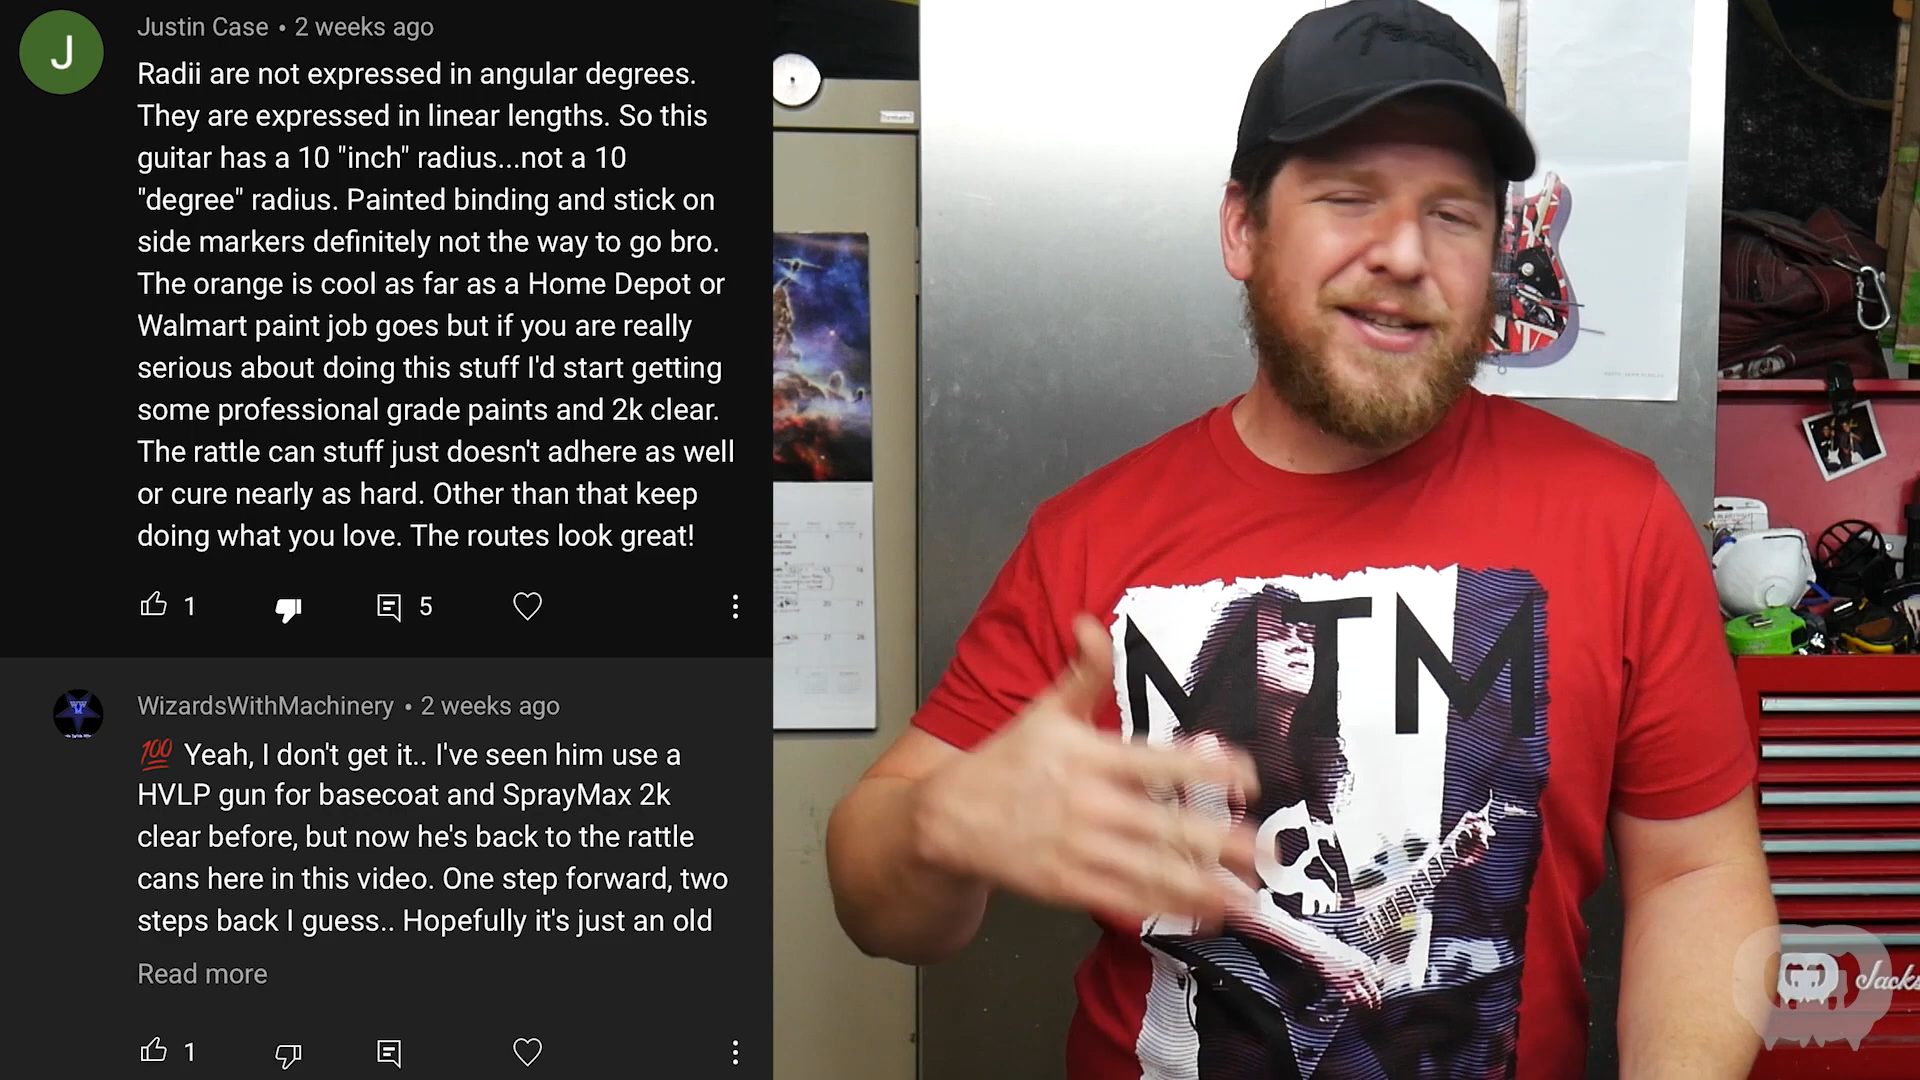 Justin Case • 2 weeks ago
J
Radii are not expressed in angular degrees.
They are expressed in linear lengths. So this
guitar has a 10 "inch" radius...not a 10
"degree" radius. Painted binding and stick on
side markers definitely not the way to go bro.
The orange is cool as far as a Home Depot or
Walmart paint job goes but if you are really
serious about doing this stuff I'd start getting
some professional grade paints and 2k clear.
The rattle can stuff just doesn't adhere as well
or cure nearly as hard. Other than that keep
doing what you love. The routes look great!
1
5
WizardsWithMachinery • 2 weeks ago
💯 Yeah, I don't get it.. I've seen him use a
HVLP gun for basecoat and SprayMax 2k
clear before, but now he's back to the rattle
cans here in this video. One step forward, two
steps back I guess.. Hopefully it's just an old
Read more
1
Fender
MTM